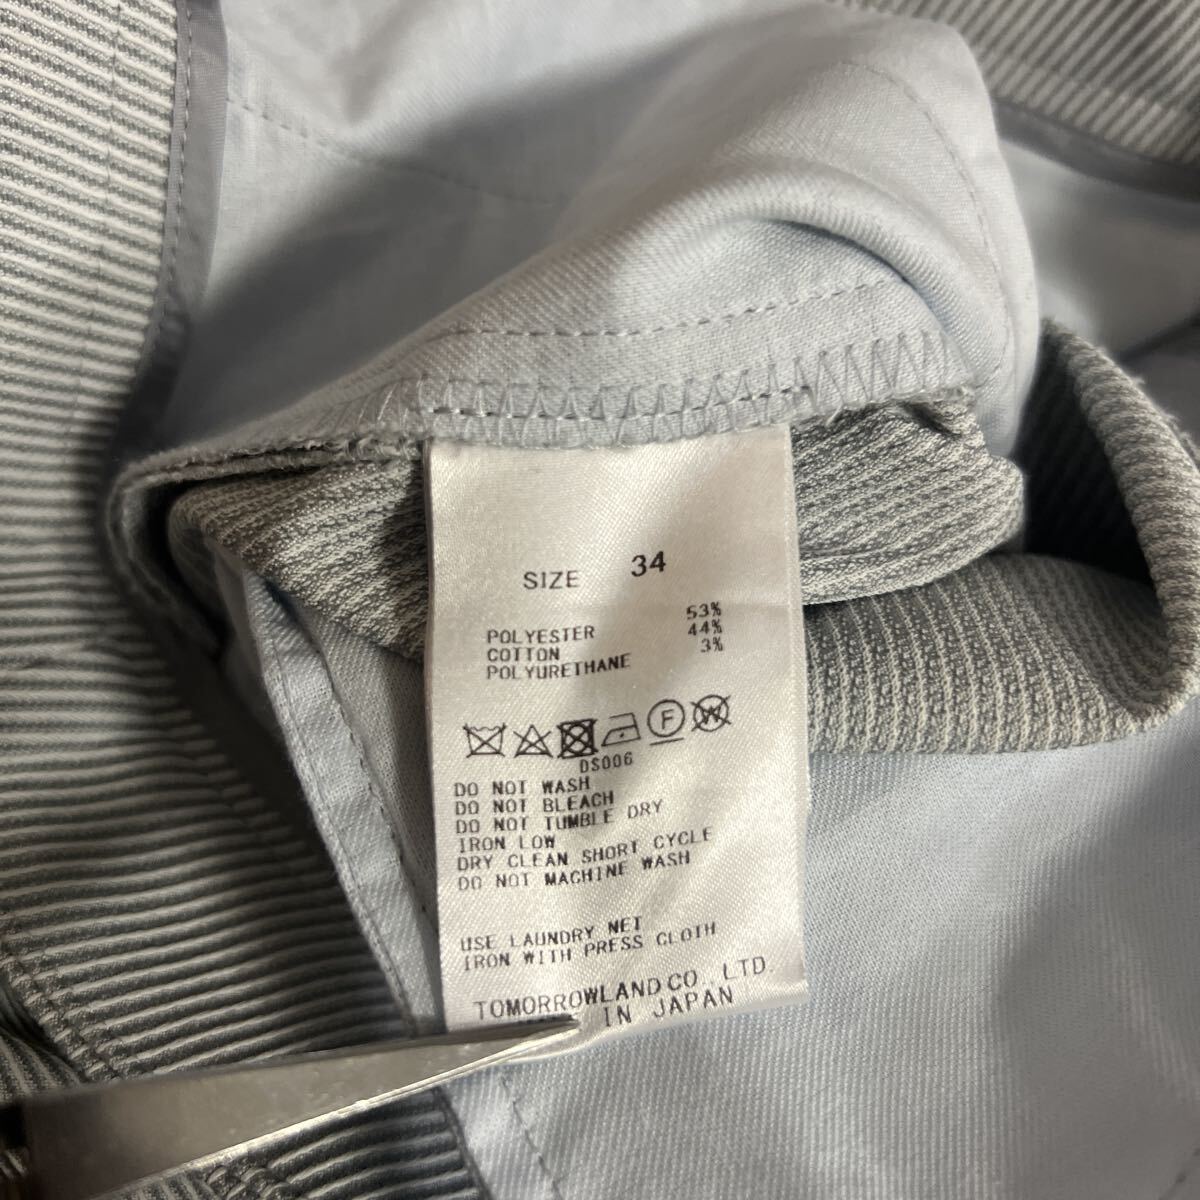 SIZE 34
POLYESTER 53%
COTTON 44%
POLYURETHANE 3%
F W
DS006
DO NOT WASH
DO NOT BLEACH
DO NOT TUMBLE DRY
IRON LOW
DRY CLEAN SHORT CYCLE
DO NOT MACHINE WASH
USE LAUNDRY NET
IRON WITH PRESS CLOTH
TOMORROWLAND CO., LTD.
IN JAPAN